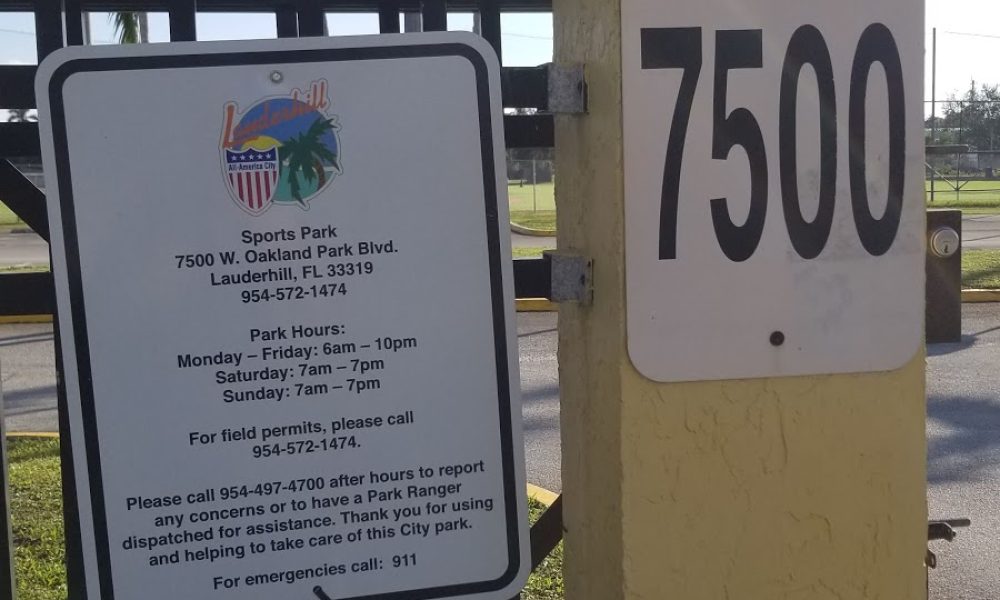 Lauderhill
All-America City
Sports Park
7500 W. Oakland Park Blvd.
Lauderhill, FL 33319
954-572-1474
Park Hours:
Monday – Friday: 6am – 10pm
Saturday: 7am – 7pm
Sunday: 7am – 7pm
For field permits, please call
954-572-1474.
Please call 954-497-4700 after hours to report
any concerns or to have a Park Ranger
dispatched for assistance. Thank you for using
and helping to take care of this City park.
For emergencies call: 911
7500